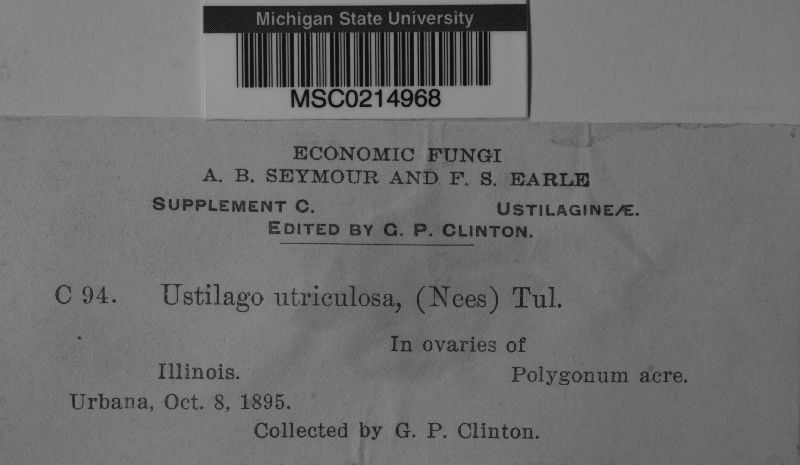 Michigan State University
MSC0214968
ECONOMIC FUNGI
A. B. SEYMOUR AND F. S. EARLE
SUPPLEMENT C. USTILAGINEÆ.
EDITED BY G. P. CLINTON.
C 94. Ustilago utriculosa, (Nees) Tul.
In ovaries of
Illinois. Polygonum acre.
Urbana, Oct. 8, 1895.
Collected by G. P. Clinton.